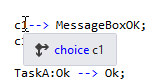 c1--> MessageBoxOK;
c
choice c1
TaskA:Ok --> Ok;